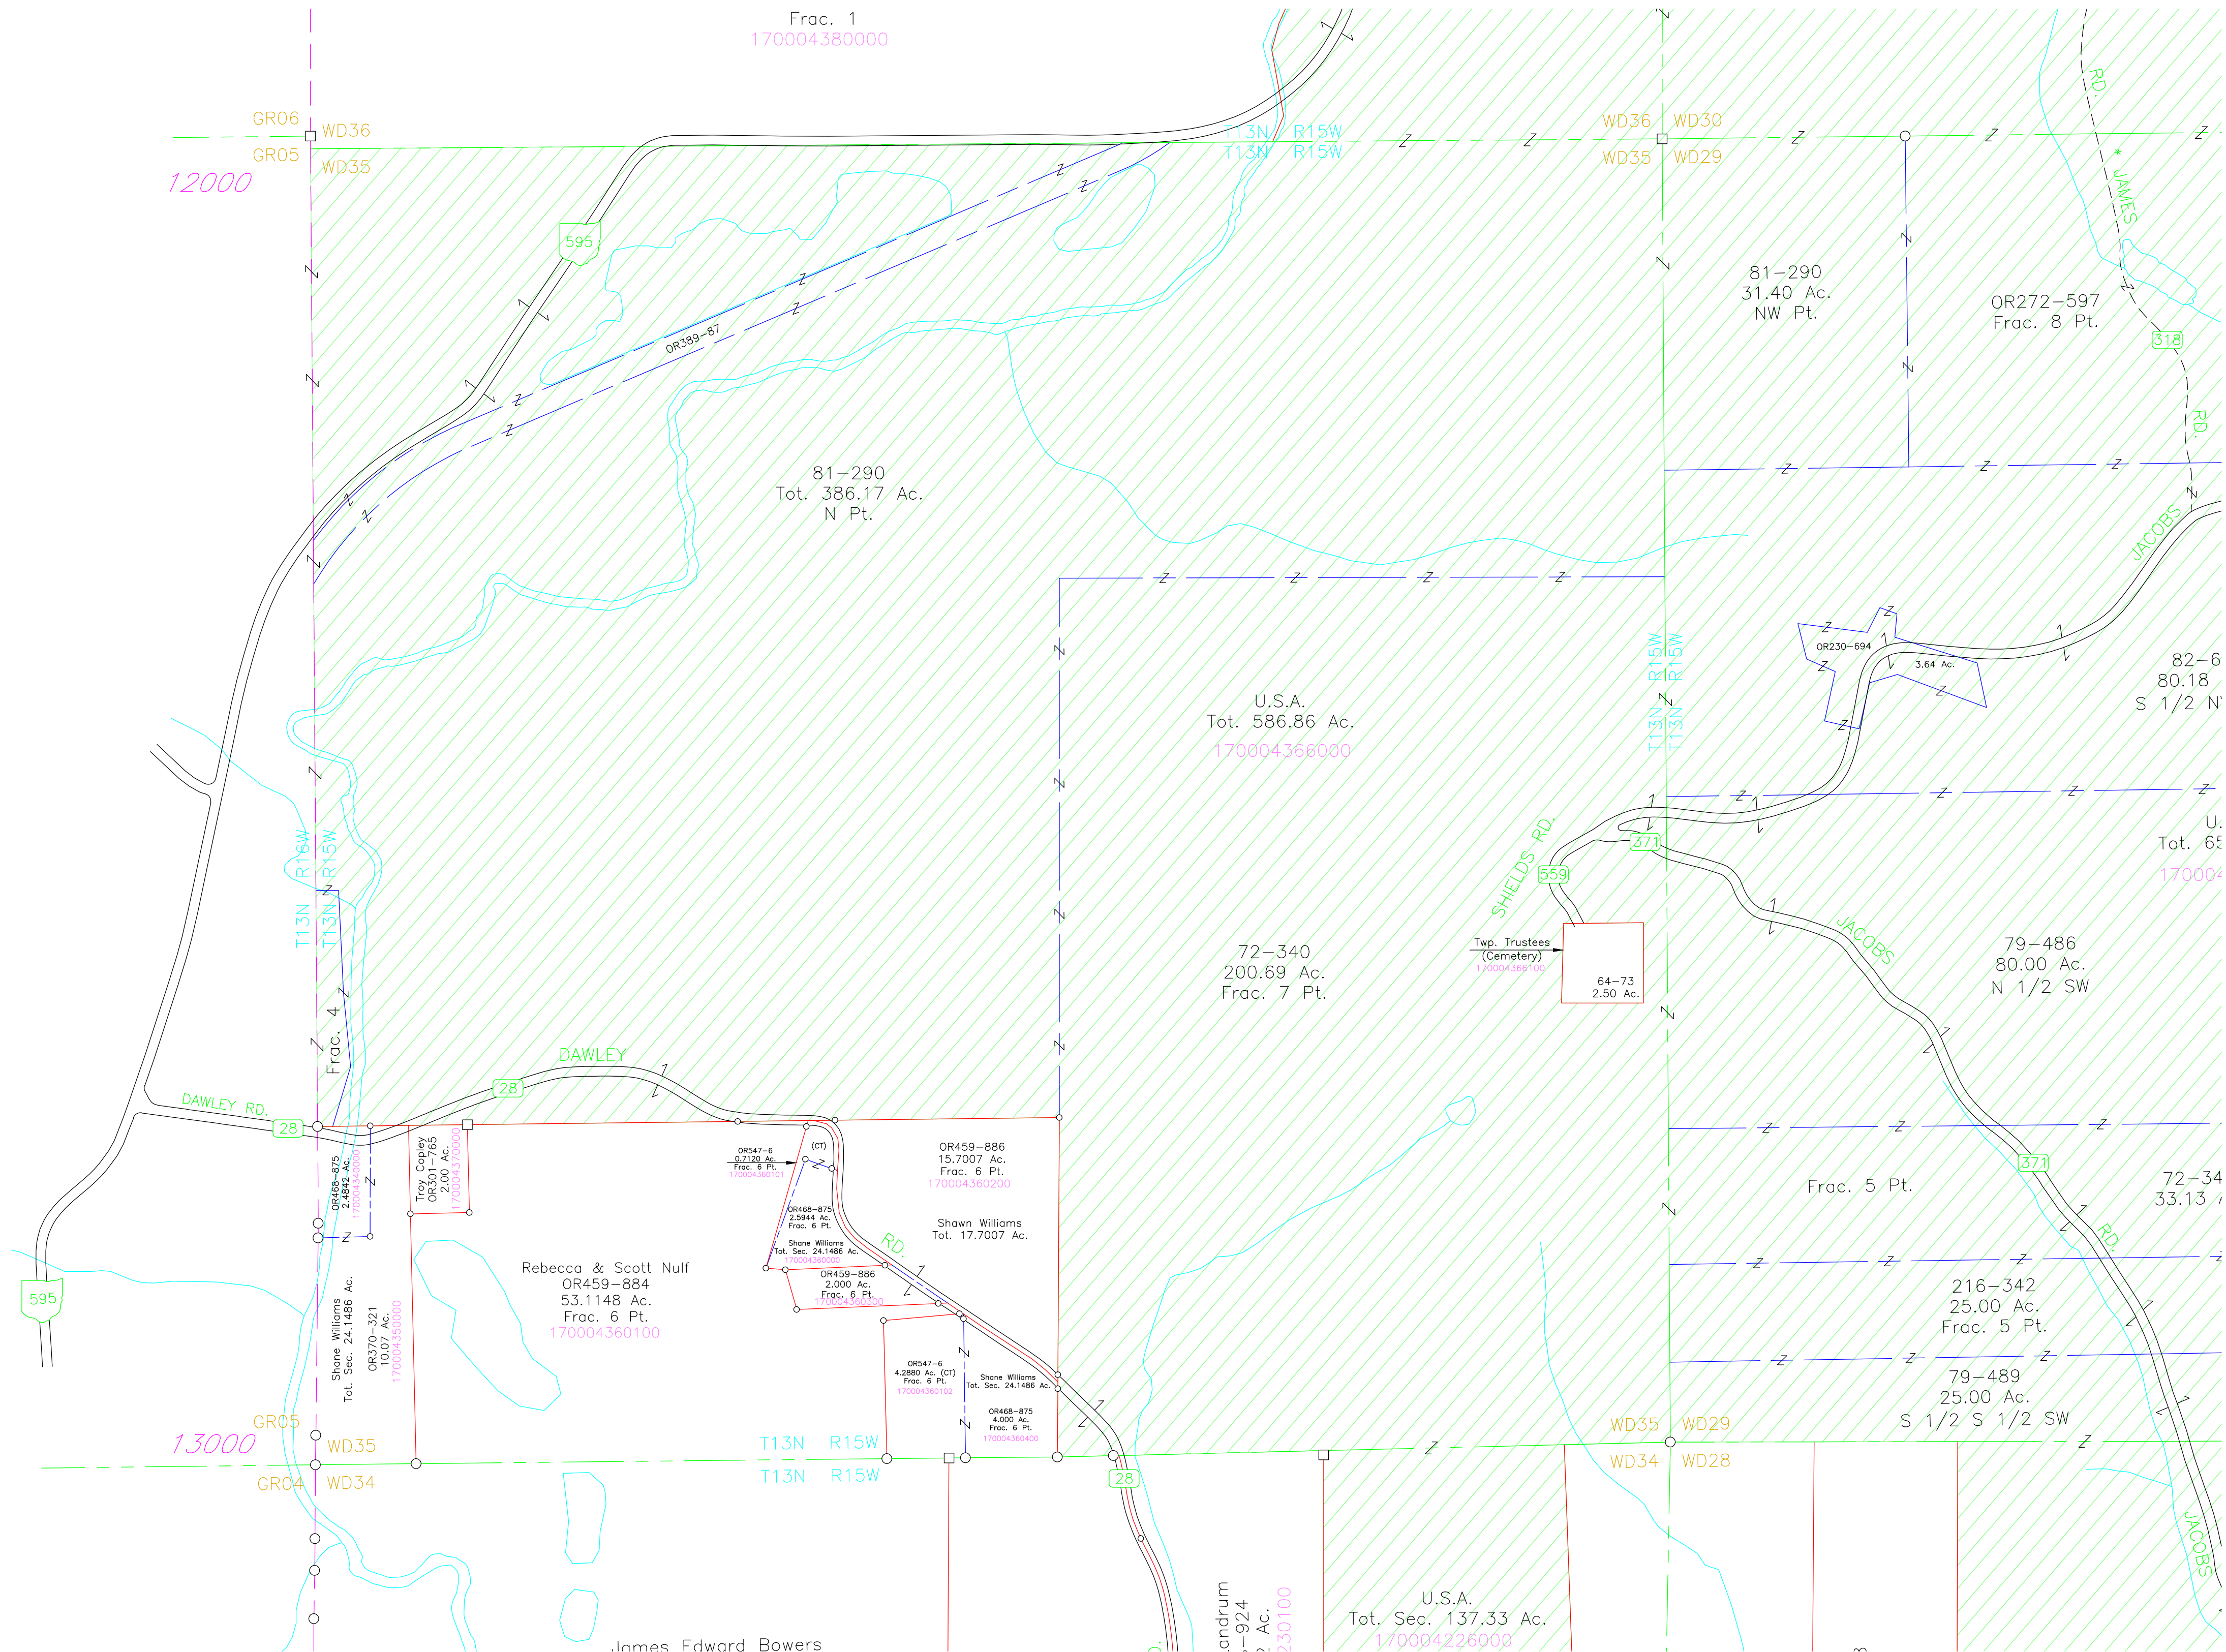 Frac. 1
170004380000
GR06
WD36
GR05
WD35
12000
T13N R15W
T13N R15W
WD36 WD30
WD35 WD29
RD.
* JAMES
595
OR389-87
81-290
31.40 Ac.
NW Pt.
OR272-597
Frac. 8 Pt.
318
RD.
81-290
Tot. 386.17 Ac.
N Pt.
JACOBS
U.S.A.
Tot. 586.86 Ac.
170004366000
T13N R15W
T13N R15W
OR230-694
3.64 Ac.
80.18
S 1/2
T13N R16W
T13N R15W
Frac. 4
SHIELDS RD.
371
559
Twp. Trustees
(Cemetery)
170004366100
64-73
2.50 Ac.
72-340
200.69 Ac.
Frac. 7 Pt.
JACOBS
79-486
80.00 Ac.
N 1/2 SW
DAWLEY
28
DAWLEY RD.
28
OR468-875
2.4842 Ac.
170004340000
Troy Copley
OR301-765
2.00 Ac.
170004370000
OR547-6
0.7120 Ac.
Frac. 6 Pt.
170004360101
(CT)
OR459-886
15.7007 Ac.
Frac. 6 Pt.
170004360200
Shawn Williams
Tot. 17.7007 Ac.
OR468-875
2.5944 Ac.
Frac. 6 Pt.
Shane Williams
Tot. Sec. 24.1486 Ac.
170004360000
RD.
OR459-886
2.000 Ac.
Frac. 6 Pt.
170004360300
371
Frac. 5 Pt.
33.13
RD.
595
Shane Williams
Tot. Sec. 24.1486 Ac.
OR370-321
10.07 Ac.
170004350000
Rebecca & Scott Nulf
OR459-884
53.1148 Ac.
Frac. 6 Pt.
170004360100
OR547-6
4.2880 Ac. (CT)
Frac. 6 Pt.
170004360102
Shane Williams
Tot. Sec. 24.1486 Ac.
OR468-875
4.000 Ac.
Frac. 6 Pt.
170004360400
216-342
25.00 Ac.
Frac. 5 Pt.
79-489
25.00 Ac.
S 1/2 S 1/2 SW
GR05
WD35
13000
GR04
WD34
T13N R15W
T13N R15W
28
WD35 WD29
WD34 WD28
JACOBS
U.S.A.
Tot. Sec. 137.33 Ac.
170004226000
James Edward Bowers